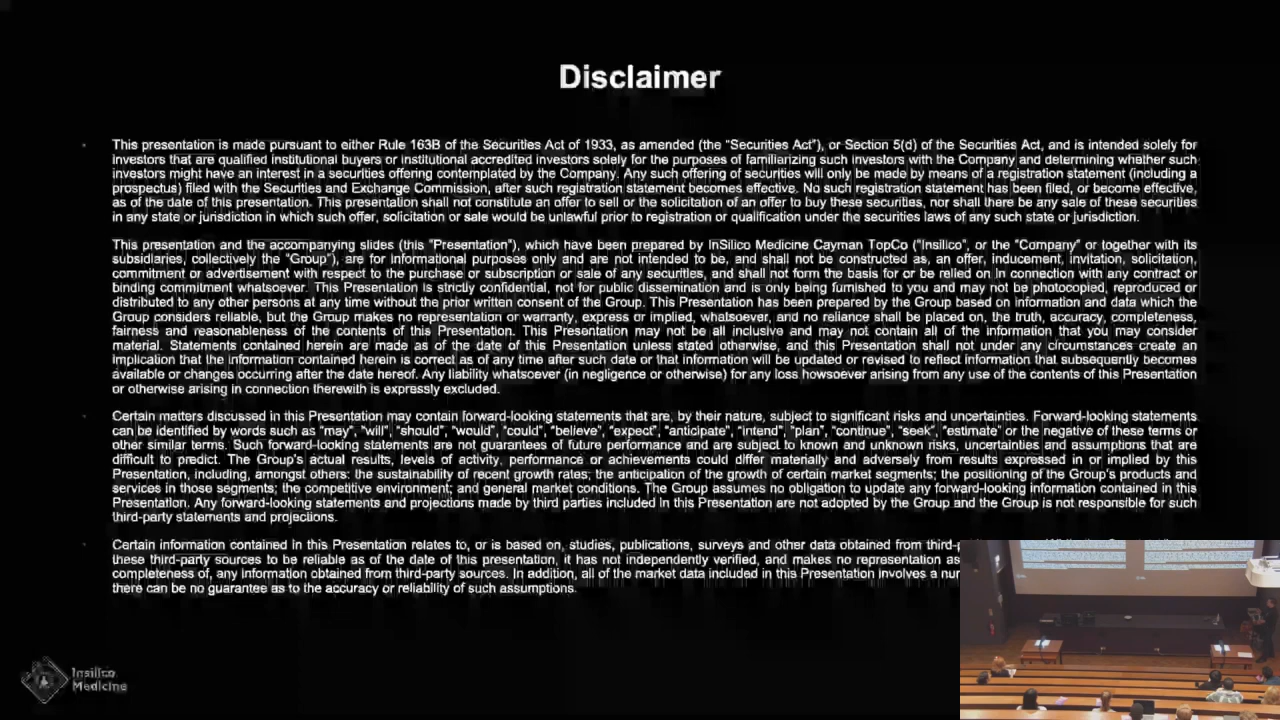 Disclaimer
This presentation is made pursuant to either Rule 163B of the Securities Act of 1933, as amended (the “Securities Act”), or Section 5(d) of the Securities Act, and is intended solely for
investors that are qualified institutional buyers or institutional accredited investors solely for the purposes of familiarizing such investors with the Company and determining whether such
investors might have an interest in a securities offering contemplated by the Company. Any such offering of securities will only be made by means of a registration statement (including a
prospectus) filed with the Securities and Exchange Commission, after such registration statement becomes effective. No such registration statement has been filed, or become effective,
as of the date of this presentation. This presentation shall not constitute an offer to sell or the solicitation of an offer to buy these securities, nor shall there be any sale of these securities
in any state or jurisdiction in which such offer, solicitation or sale would be unlawful prior to registration or qualification under the securities laws of any such state or jurisdiction.
This presentation and the accompanying slides (this “Presentation”), which have been prepared by InSilico Medicine Cayman TopCo (“Insilico”, or the “Company” or together with its
subsidiaries, collectively the “Group”), are for informational purposes only and are not intended to be, and shall not be constructed as, an offer, inducement, invitation, solicitation,
commitment or advertisement with respect to the purchase or subscription or sale of any securities, and shall not form the basis for or be relied on in connection with any contract or
binding commitment whatsoever. This Presentation is strictly confidential, not for public dissemination and is only being furnished to you and may not be photocopied, reproduced or
distributed to any other persons at any time without the prior written consent of the Group. This Presentation has been prepared by the Group based on information and data which the
Group considers reliable, but the Group makes no representation or warranty, express or implied, whatsoever, and no reliance shall be placed on, the truth, accuracy, completeness,
fairness and reasonableness of the contents of this Presentation. This Presentation may not be all inclusive and may not contain all of the information that you may consider
material. Statements contained herein are made as of the date of this Presentation unless stated otherwise, and this Presentation shall not under any circumstances create an
implication that the information contained herein is correct as of any time after such date or that information will be updated or revised to reflect information that subsequently becomes
available or changes occurring after the date hereof. Any liability whatsoever (in negligence or otherwise) for any loss howsoever arising from any use of the contents of this Presentation
or otherwise arising in connection therewith is expressly excluded.
Certain matters discussed in this Presentation may contain forward-looking statements that are, by their nature, subject to significant risks and uncertainties. Forward-looking statements
can be identified by words such as “may”, “will”, “should”, “would”, “could”, “believe”, “expect”, “anticipate”, “intend”, “plan”, “continue”, “seek”, “estimate” or the negative of these terms or
other similar terms. Such forward-looking statements are not guarantees of future performance and are subject to known and unknown risks, uncertainties and assumptions that are
difficult to predict. The Group’s actual results, levels of activity, performance or achievements could differ materially and adversely from results expressed in or implied by this
Presentation, including, amongst others: the sustainability of recent growth rates; the anticipation of the growth of certain market segments; the positioning of the Group’s products and
services in those segments; the competitive environment; and general market conditions. The Group assumes no obligation to update any forward-looking information contained in this
Presentation. Any forward-looking statements and projections made by third parties included in this Presentation are not adopted by the Group and the Group is not responsible for such
third-party statements and projections.
Certain information contained in this Presentation relates to, or is based on, studies, publications, surveys and other data obtained from third-p
these third-party sources to be reliable as of the date of this presentation, it has not independently verified, and makes no representation as
completeness of, any information obtained from third-party sources. In addition, all of the market data included in this Presentation involves a nur
there can be no guarantee as to the accuracy or reliability of such assumptions.
Insilico
Medicine